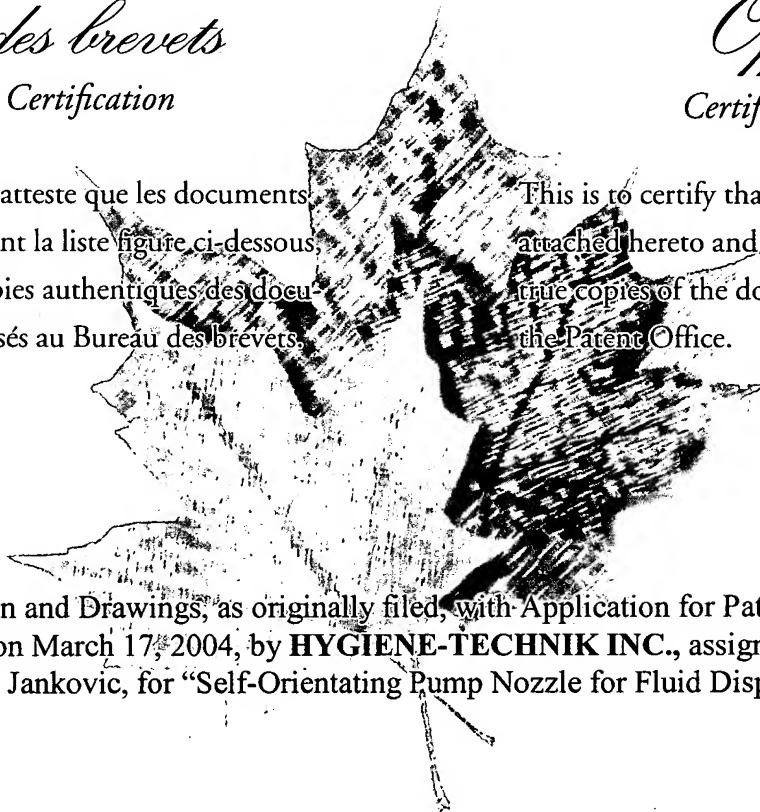 des brevets
Certification
atteste que les documents
nt la liste figure ci-dessous
pies authentiques des docu-
sés au Bureau des brevets.
Certif
This is to certify tha
attached hereto and
true copies of the do
the Patent Office.
n and Drawings, as originally filed, with Application for Pat
on March 17, 2004, by HYGIENE-TECHNIK INC., assign
Jankovic, for “Self-Orientating Pump Nozzle for Fluid Disp